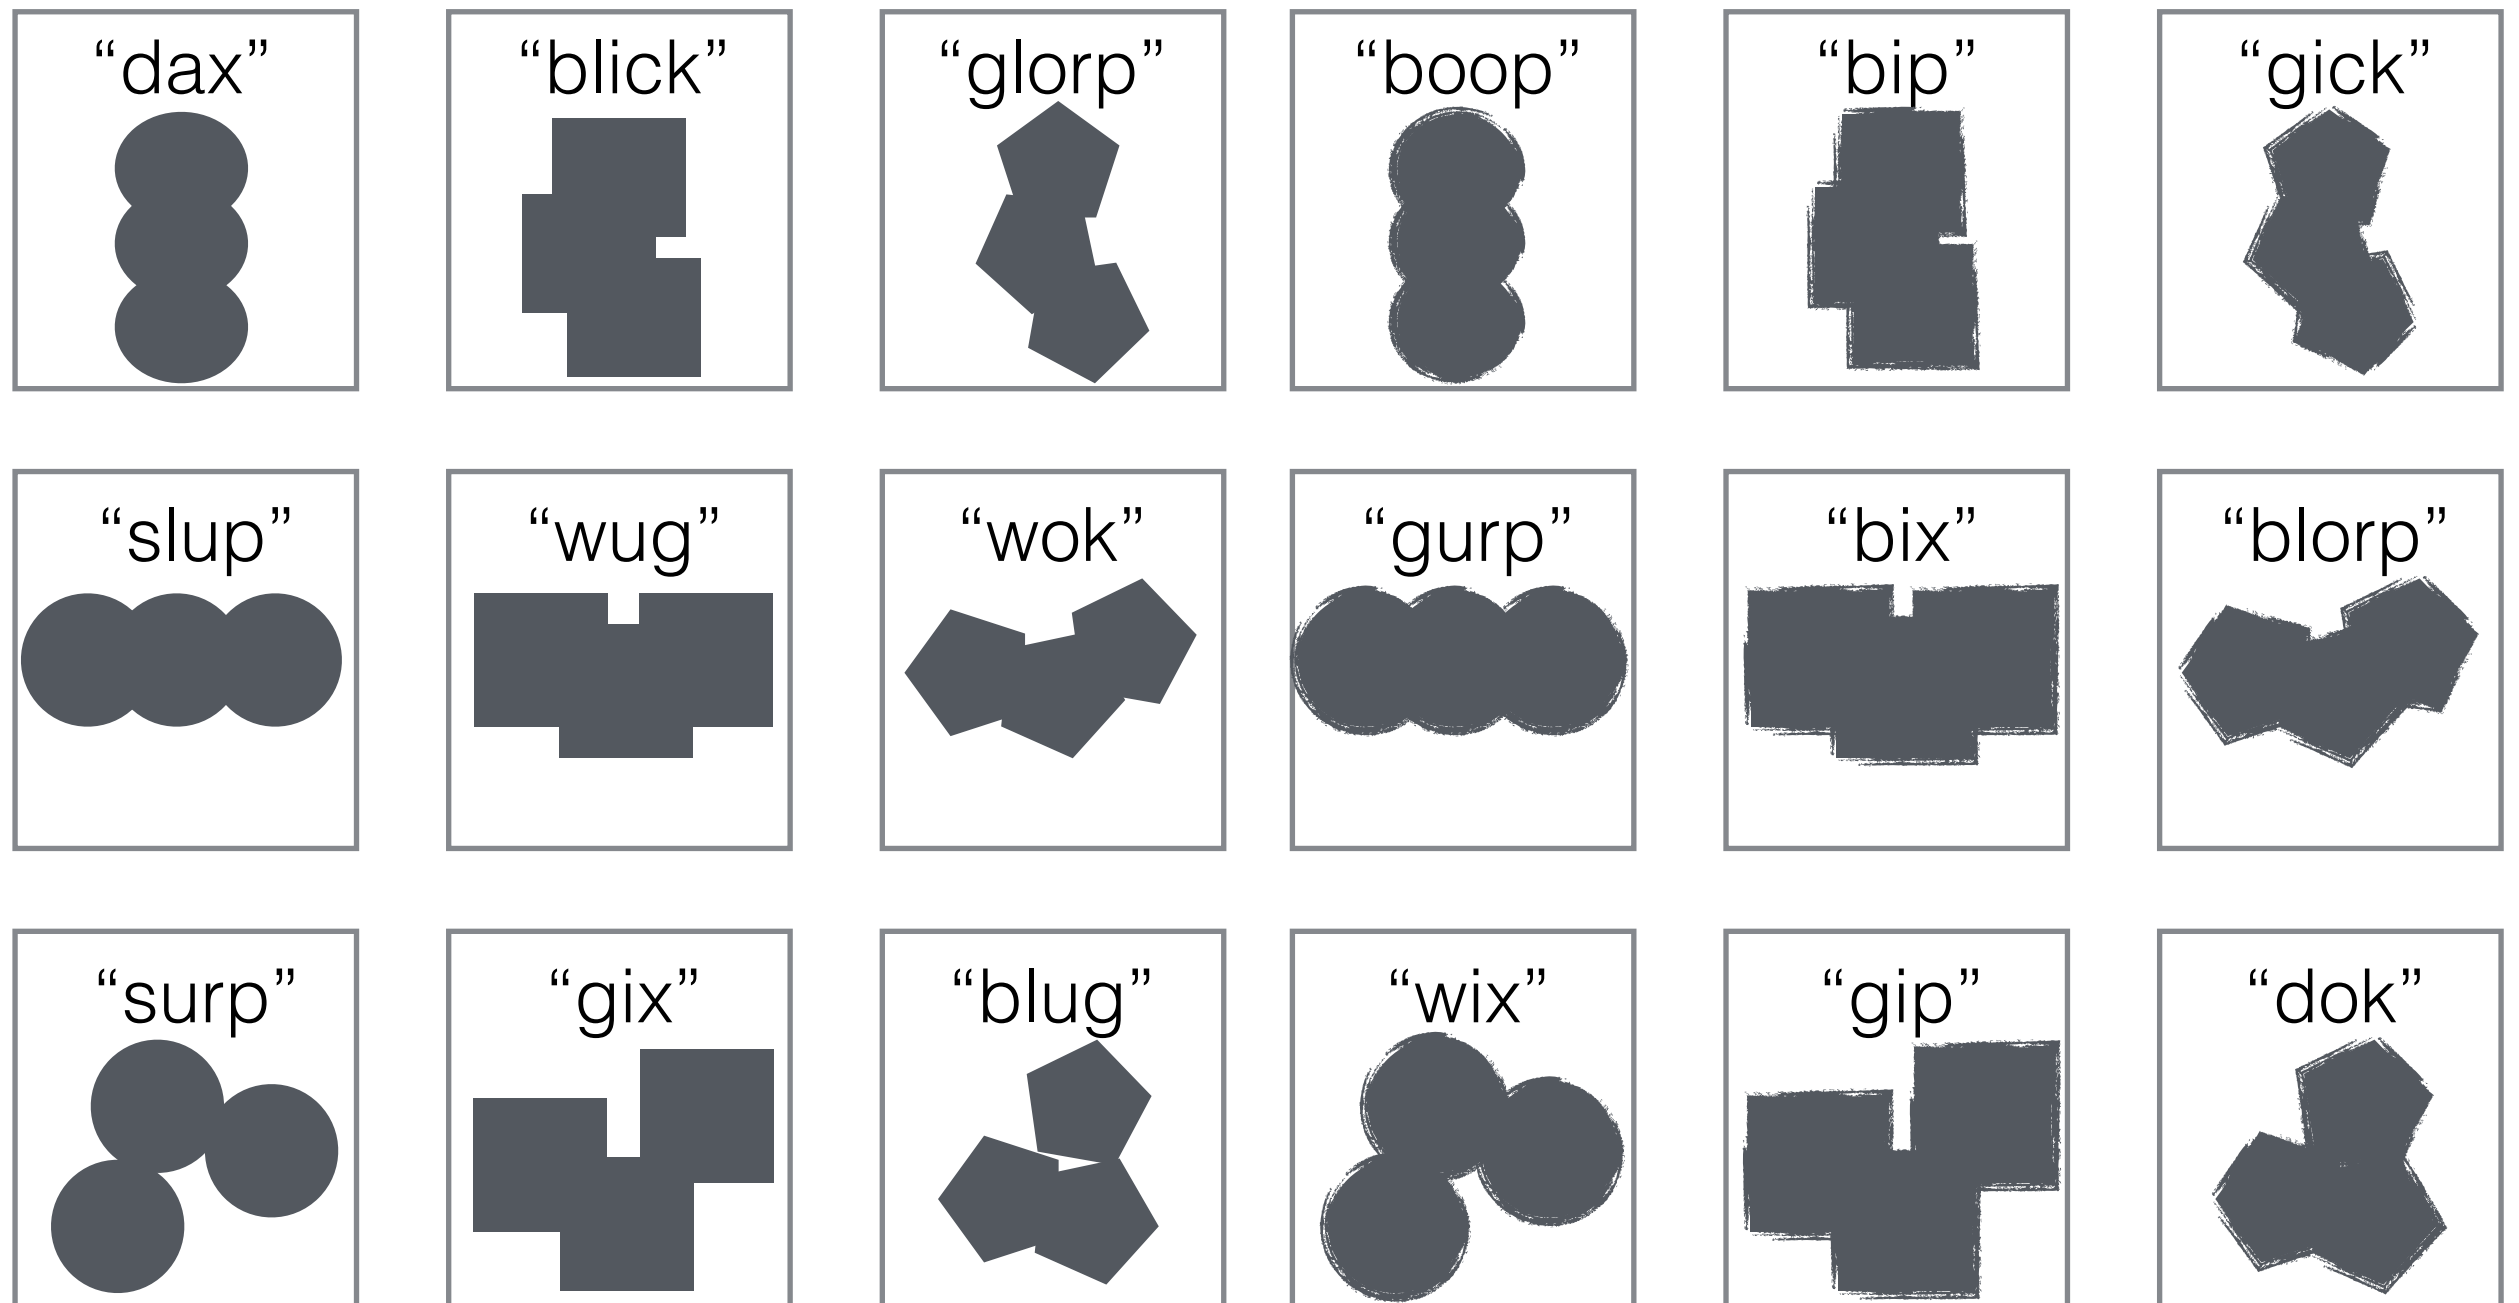 “dax” “blick” “glorp” “boop” “bip” “gick”
“slup” “wug” “wok” “gurp” “bix” “blorp”
“surp” “gix” “blug” “wix” “gip” “dok”